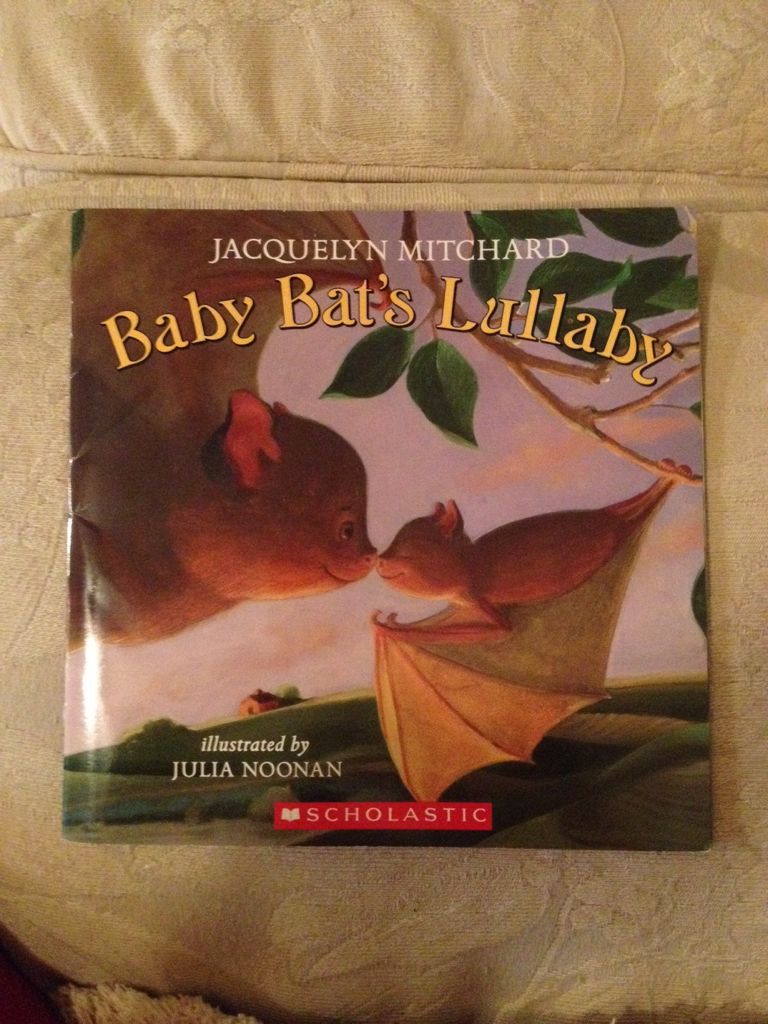 JACQUELYN MITCHARD
Baby Bat's Lullaby
illustrated by
JULIA NOONAN
SCHOLASTIC